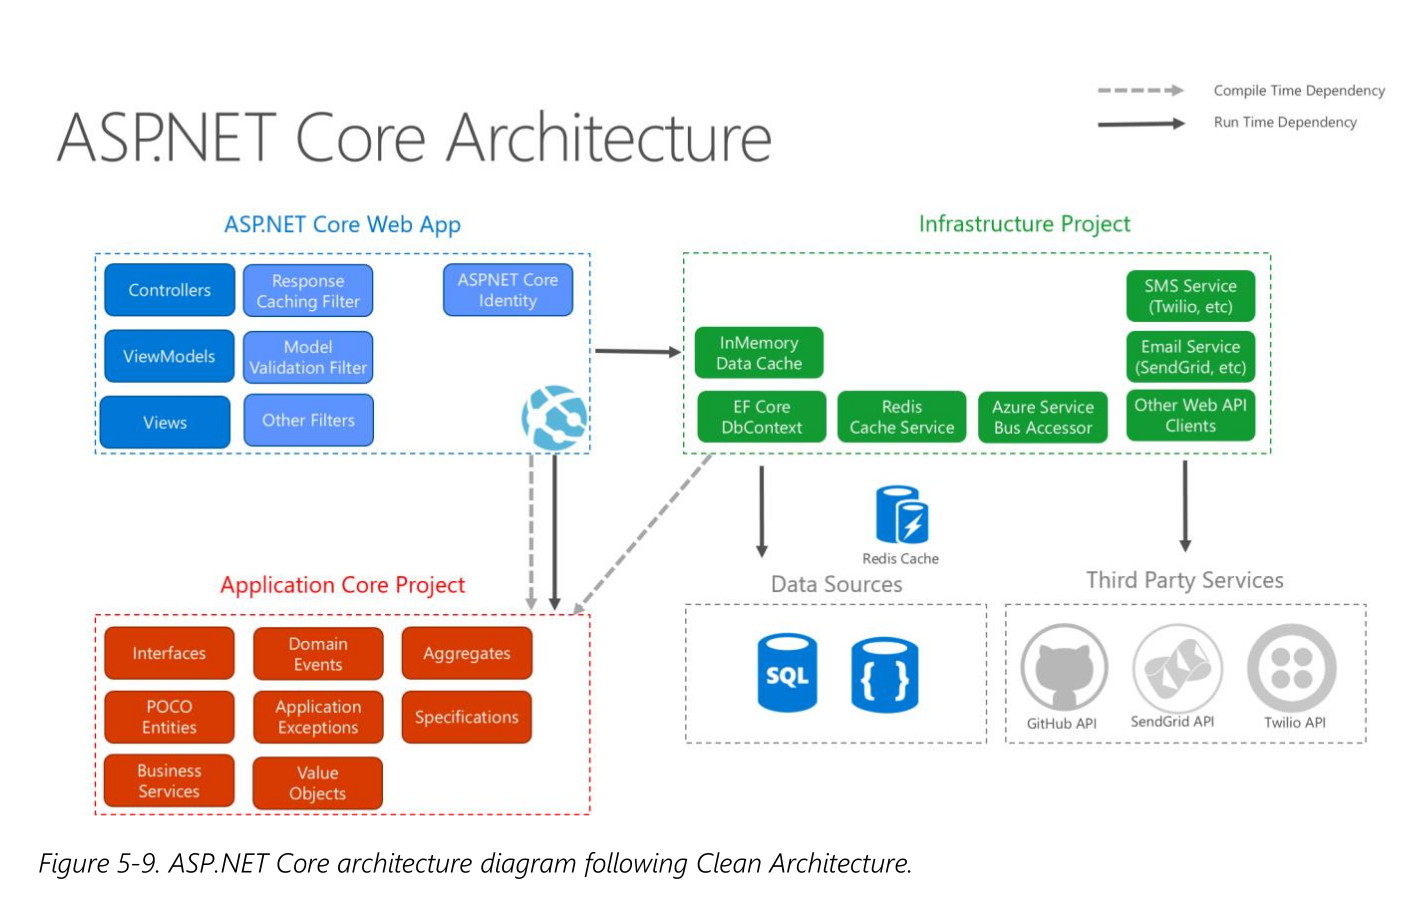 Compile Time Dependency
Run Time Dependency
ASP.NET Core Architecture
ASP.NET Core Web App
Controllers
Response
Caching Filter
ASPNET Core
Identity
ViewModels
Model
Validation Filter
Views
Other Filters
Infrastructure Project
SMS Service
(Twilio, etc)
InMemory
Data Cache
Email Service
(SendGrid, etc)
EF Core
DbContext
Redis
Cache Service
Azure Service
Bus Accessor
Other Web API
Clients
Redis Cache
Application Core Project
Interfaces
Domain
Events
Aggregates
POCO
Entities
Application
Exceptions
Specifications
Business
Services
Value
Objects
Data Sources
SQL
{ }
Third Party Services
GitHub API
SendGrid API
Twilio API
Figure 5-9. ASP.NET Core architecture diagram following Clean Architecture.